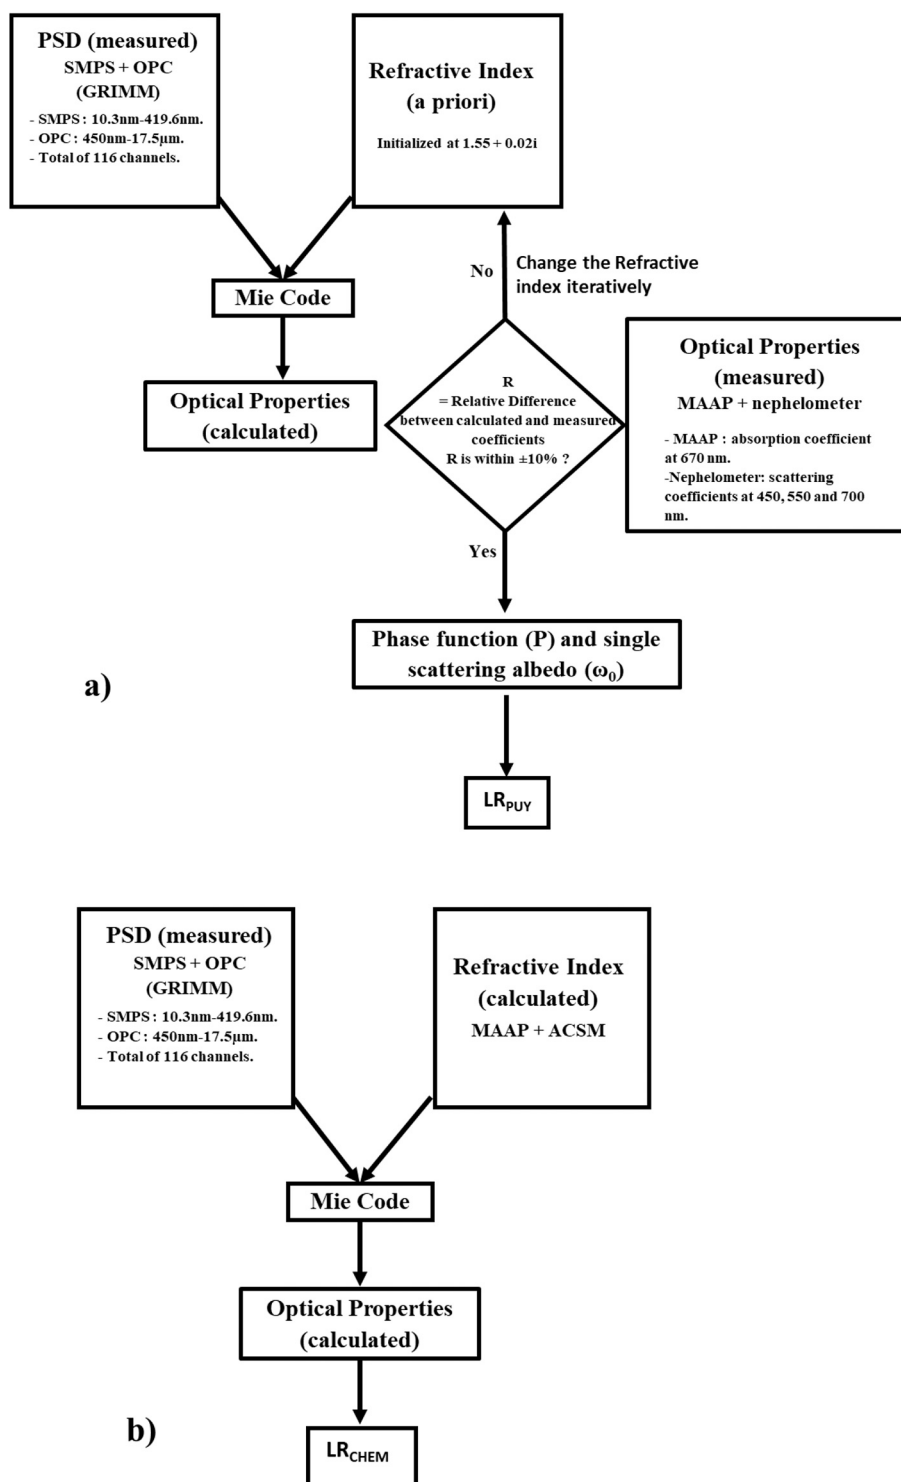 PSD (measured)
SMPS + OPC
(GRIMM)
- SMPS : 10.3nm-419.6nm.
- OPC : 450nm-17.5µm.
- Total of 116 channels.
Refractive Index
(a priori)
Initialized at 1.55 + 0.02i
Mie Code
Optical Properties
(calculated)
No
Change the Refractive
index iteratively
R
= Relative Difference
between calculated and measured
coefficients
R is within ±10% ?
Optical Properties
(measured)
MAAP + nephelometer
- MAAP : absorption coefficient
at 670 nm.
-Nephelometer: scattering
coefficients at 450, 550 and 700
nm.
Yes
Phase function (P) and single
scattering albedo (ω₀)
a)
LR_PUY
PSD (measured)
SMPS + OPC
(GRIMM)
- SMPS : 10.3nm-419.6nm.
- OPC : 450nm-17.5µm.
- Total of 116 channels.
Refractive Index
(calculated)
MAAP + ACSM
Mie Code
Optical Properties
(calculated)
b)
LR_CHEM